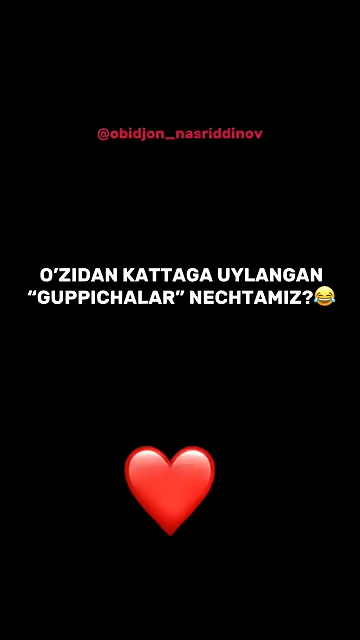 @obidjon_nasriddinov
O’ZIDAN KATTAGA UYLANGAN
“GUPPICHALAR” NECHTAMIZ?😂